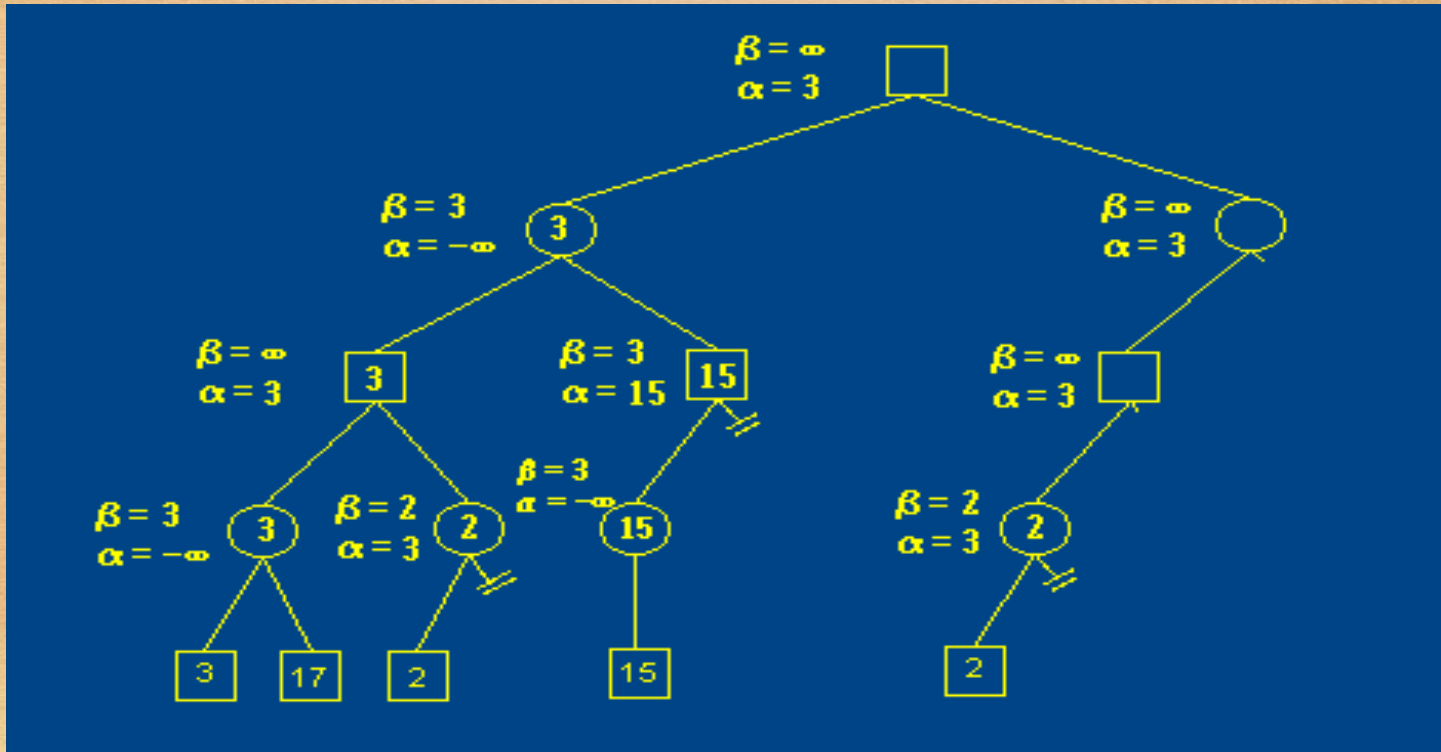 β = ∞
α = 3
β = 3
α = −∞
3
β = ∞
α = 3
β = ∞
α = 3
3
β = 3
α = 15
15
β = ∞
α = 3
β = 3
α = −∞
3
β = 2
α = 3
2
β = 3
α = −∞
15
β = 2
α = 3
2
3
17
2
15
2